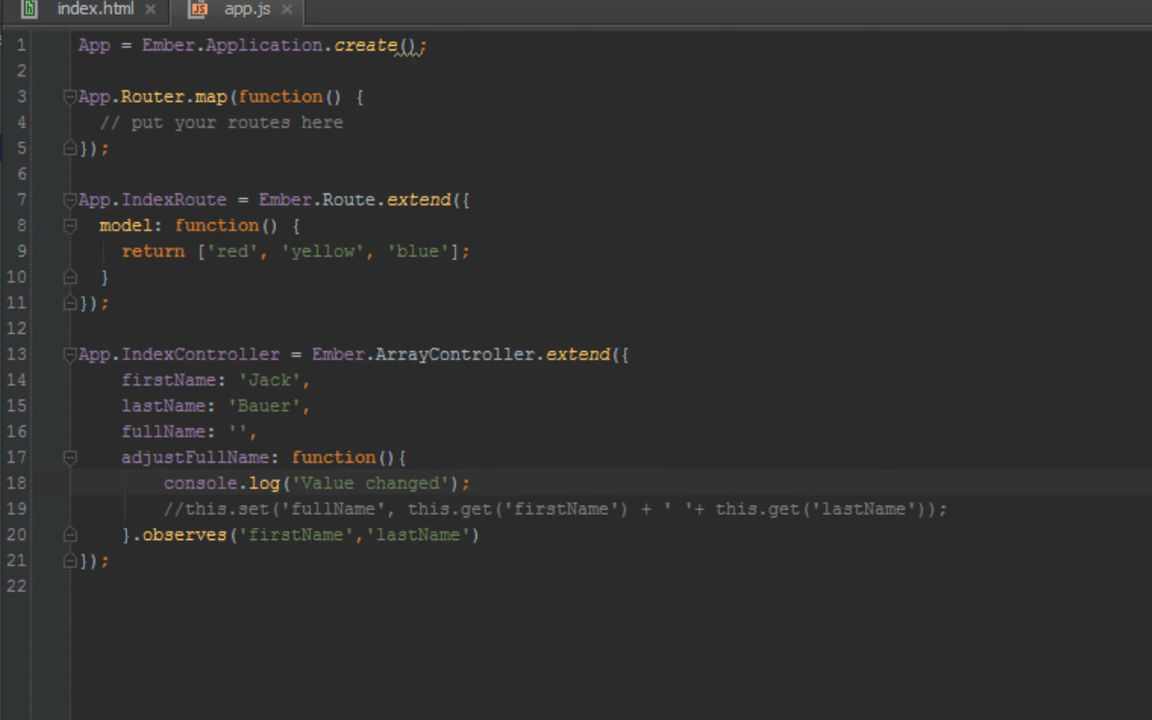 index.html
app.js
1 App = Ember.Application.create();
2
3 App.Router.map(function() {
4 // put your routes here
5 });
6
7 App.IndexRoute = Ember.Route.extend({
8 model: function() {
9 return ['red', 'yellow', 'blue'];
10 }
11 });
12
13 App.IndexController = Ember.ArrayController.extend({
14 firstName: 'Jack',
15 lastName: 'Bauer',
16 fullName: '',
17 adjustFullName: function(){
18 console.log('Value changed');
19 //this.set('fullName', this.get('firstName') + ' '+ this.get('lastName'));
20 }.observes('firstName','lastName')
21 });
22